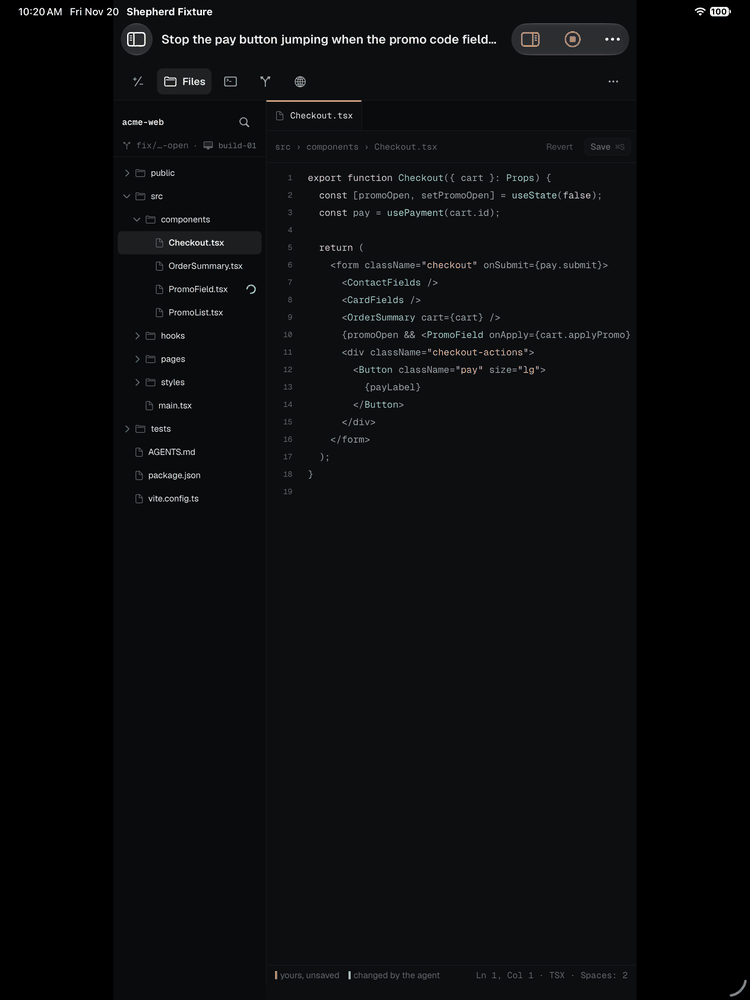 10:20 AM Fri Nov 20 Shepherd Fixture 100
Stop the pay button jumping when the promo code field…
Files
acme-web
fix/…-open · build-01
public
src
components
Checkout.tsx
OrderSummary.tsx
PromoField.tsx
PromoList.tsx
hooks
pages
styles
main.tsx
tests
AGENTS.md
package.json
vite.config.ts
Checkout.tsx
src › components › Checkout.tsx Revert Save ⌘S
1 export function Checkout({ cart }: Props) {
2 const [promoOpen, setPromoOpen] = useState(false);
3 const pay = usePayment(cart.id);
4
5 return (
6 <form className="checkout" onSubmit={pay.submit}>
7 <ContactFields />
8 <CardFields />
9 <OrderSummary cart={cart} />
10 {promoOpen && <PromoField onApply={cart.applyPromo}
11 <div className="checkout-actions">
12 <Button className="pay" size="lg">
13 {payLabel}
14 </Button>
15 </div>
16 </form>
17 );
18 }
19
yours, unsaved changed by the agent Ln 1, Col 1 · TSX · Spaces: 2